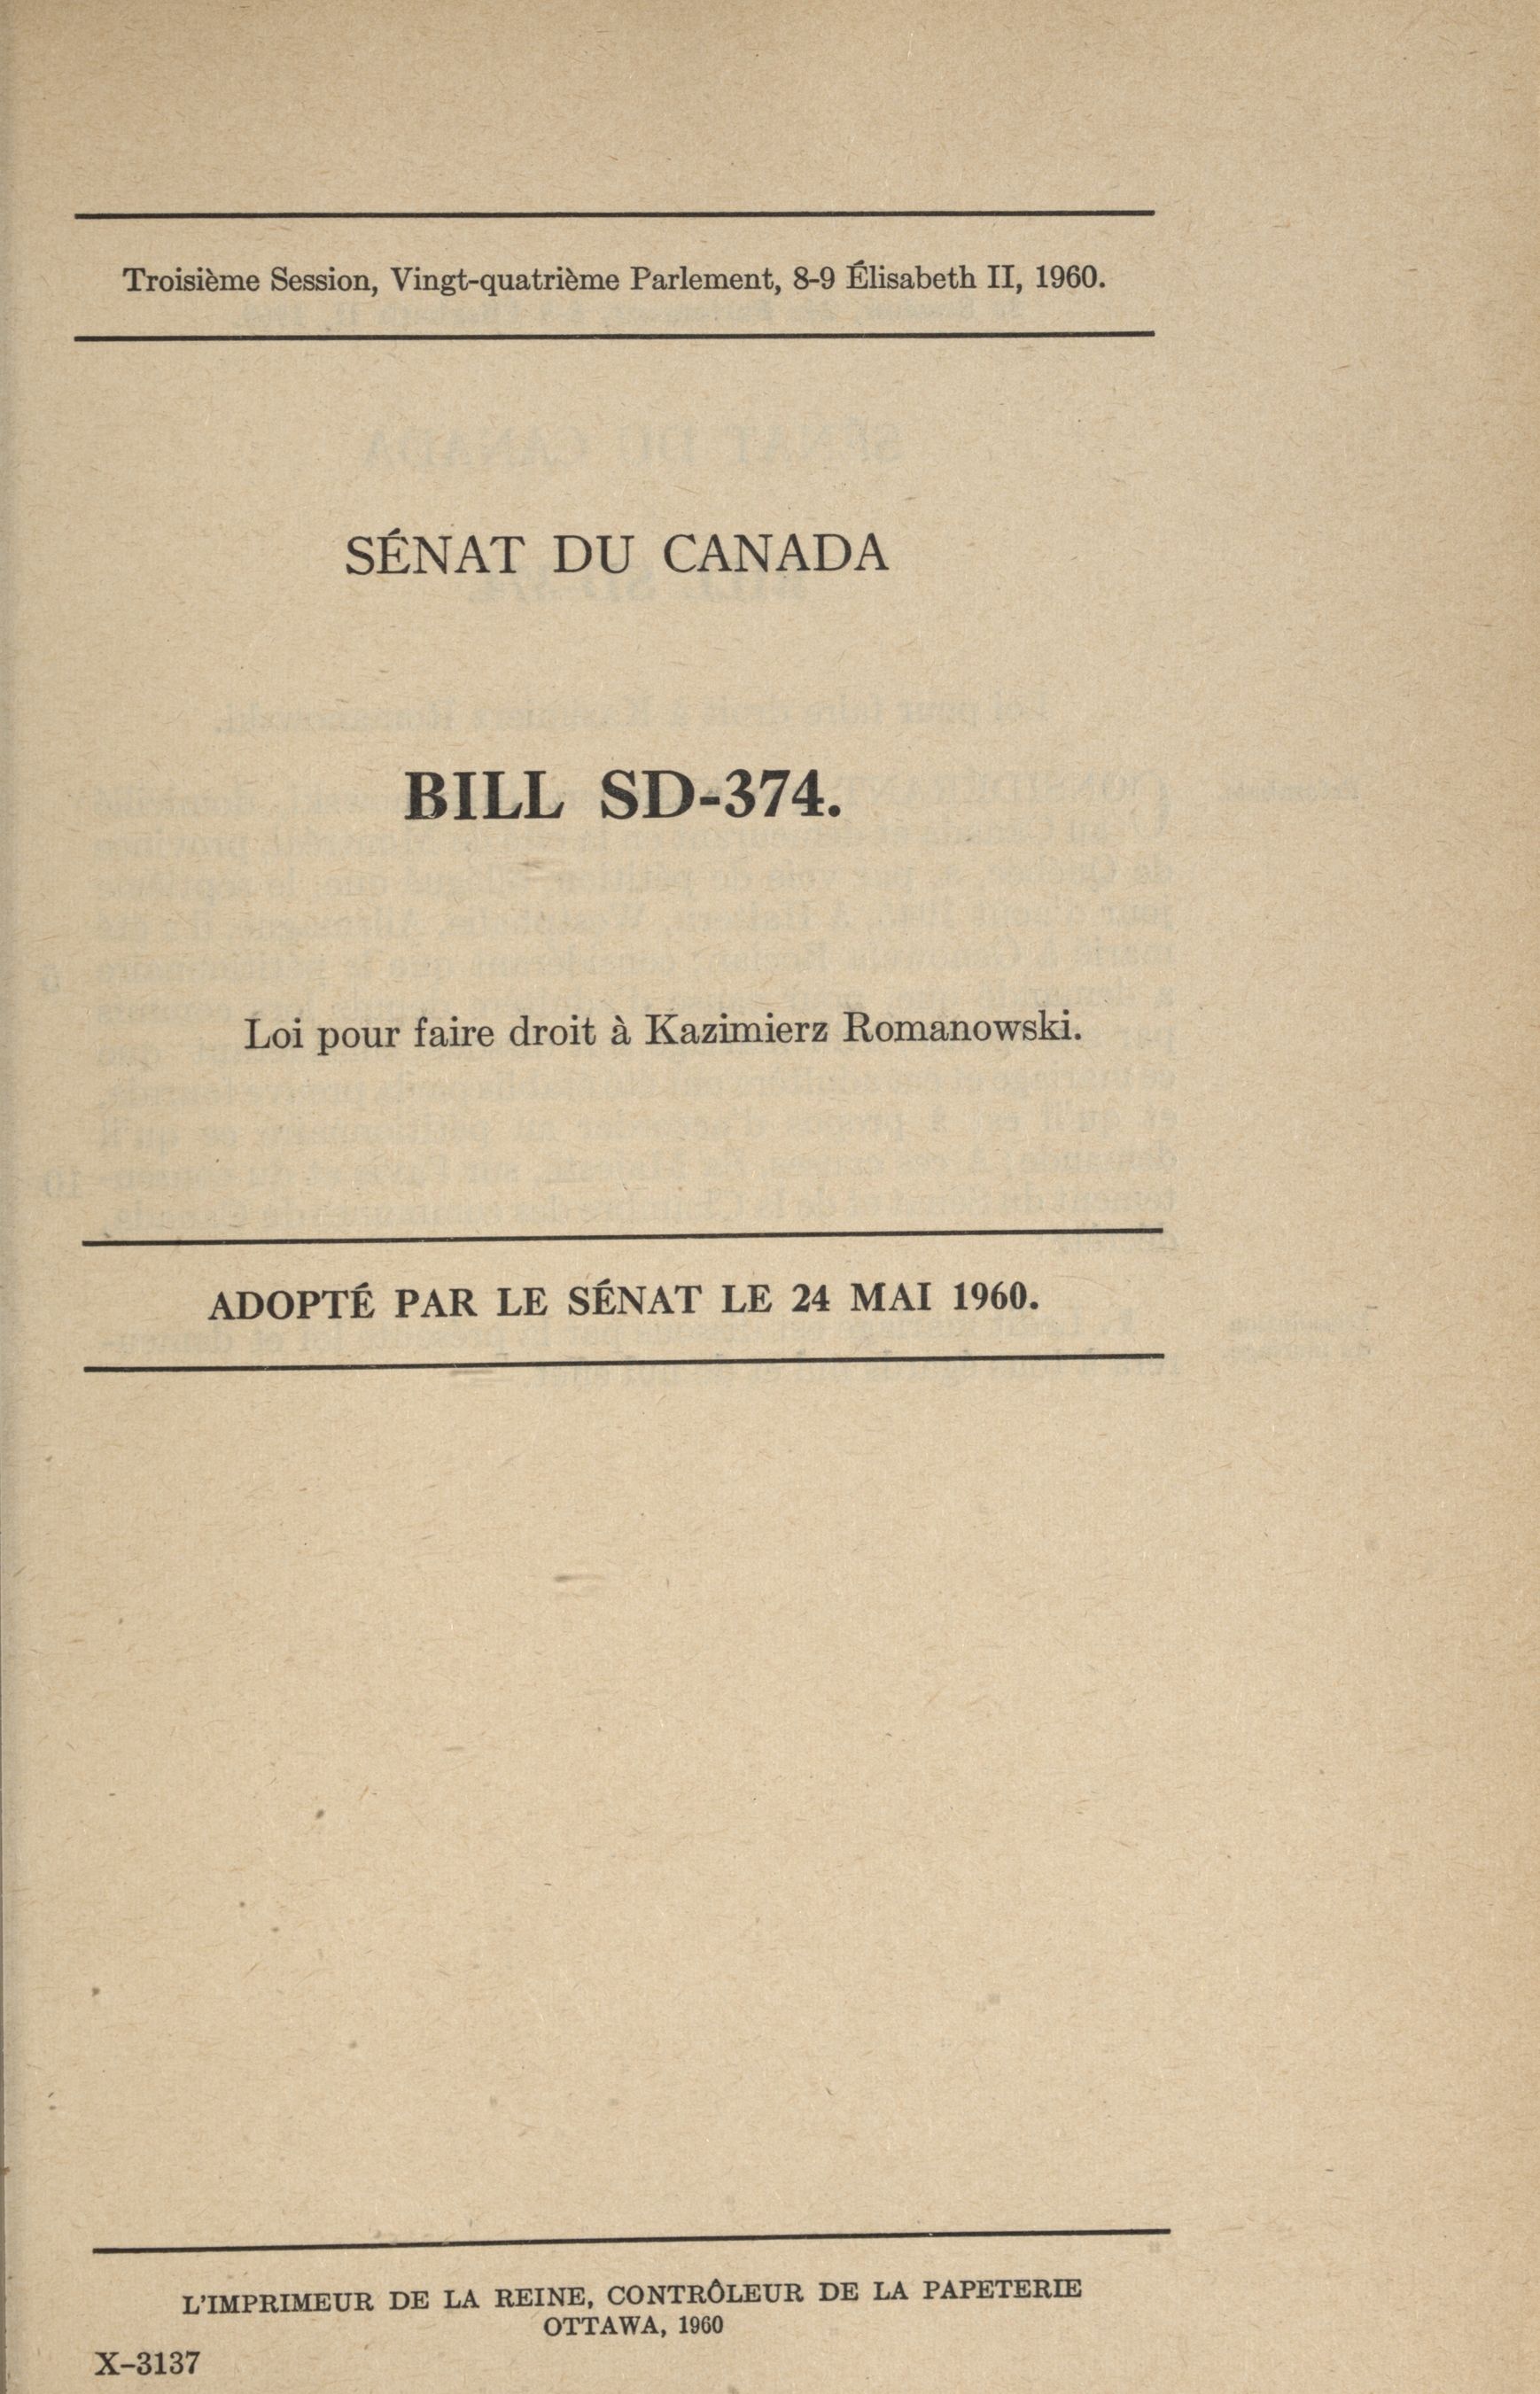 Troisième Session, Vingt-quatrième Parlement, 8-9 Élisabeth II, 1960.
SÉNAT DU CANADA
BILL SD-374.
Loi pour faire droit à Kazimierz Romanowski.
ADOPTÉ PAR LE SÉNAT LE 24 MAI 1960.
L'IMPRIMEUR DE LA REINE, CONTRÔLEUR DE LA PAPETERIE
OTTAWA, 1960
X-3137